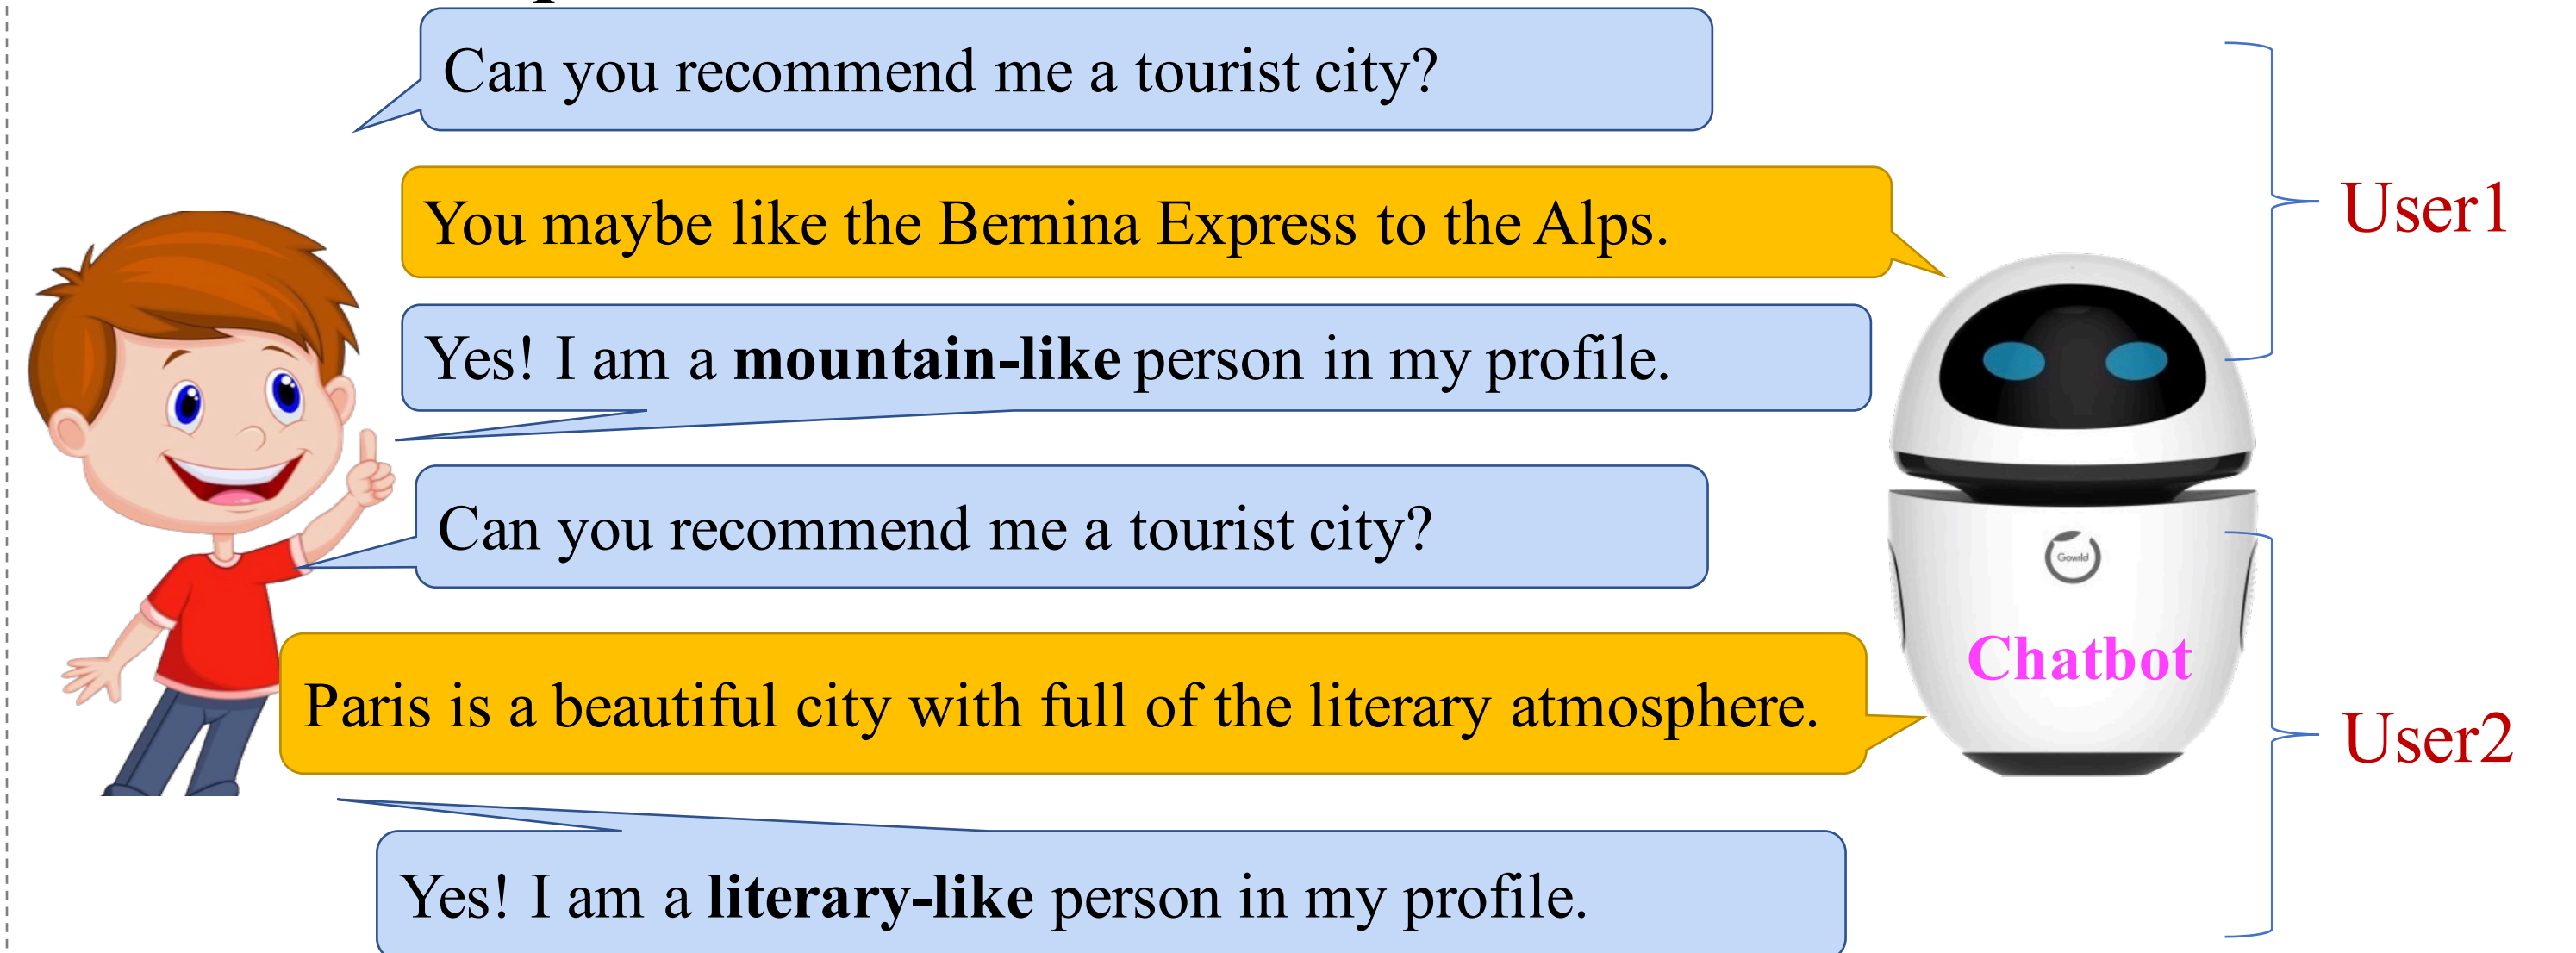 Can you recommend me a tourist city?
You maybe like the Bernina Express to the Alps.
User1
Yes! I am a mountain-like person in my profile.
Can you recommend me a tourist city?
Gowild
Chatbot
Paris is a beautiful city with full of the literary atmosphere.
User2
Yes! I am a literary-like person in my profile.